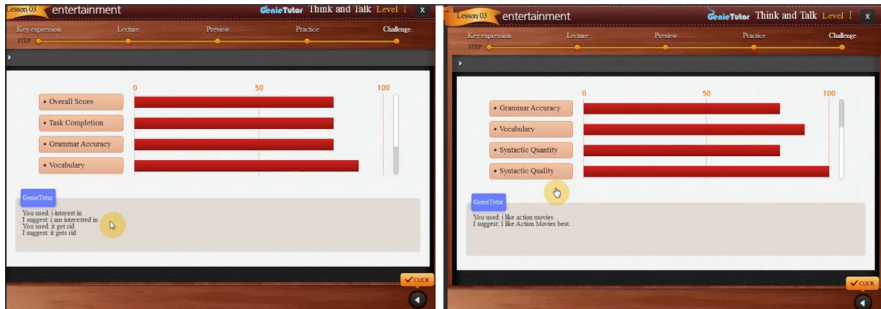 Lesson 03 entertainment GenieTutor Think and Talk Level 1 X
Key expression Lecture Preview Practice Challenge
STEP
0 50 100
• Overall Score
• Task Completion
• Grammar Accuracy
• Vocabulary
GenieTutor
You used: i interest in
I suggest: i am interested in
You used: it get rid
I suggest: it gets rid
CLICK
Lesson 03 entertainment GenieTutor Think and Talk Level 1 X
Key expression Lecture Preview Practice Challenge
STEP
0 50 100
• Grammar Accuracy
• Vocabulary
• Syntactic Quantity
• Syntactic Quality
GenieTutor
You used: i like action movies
I suggest: I like Action Movies best.
CLICK